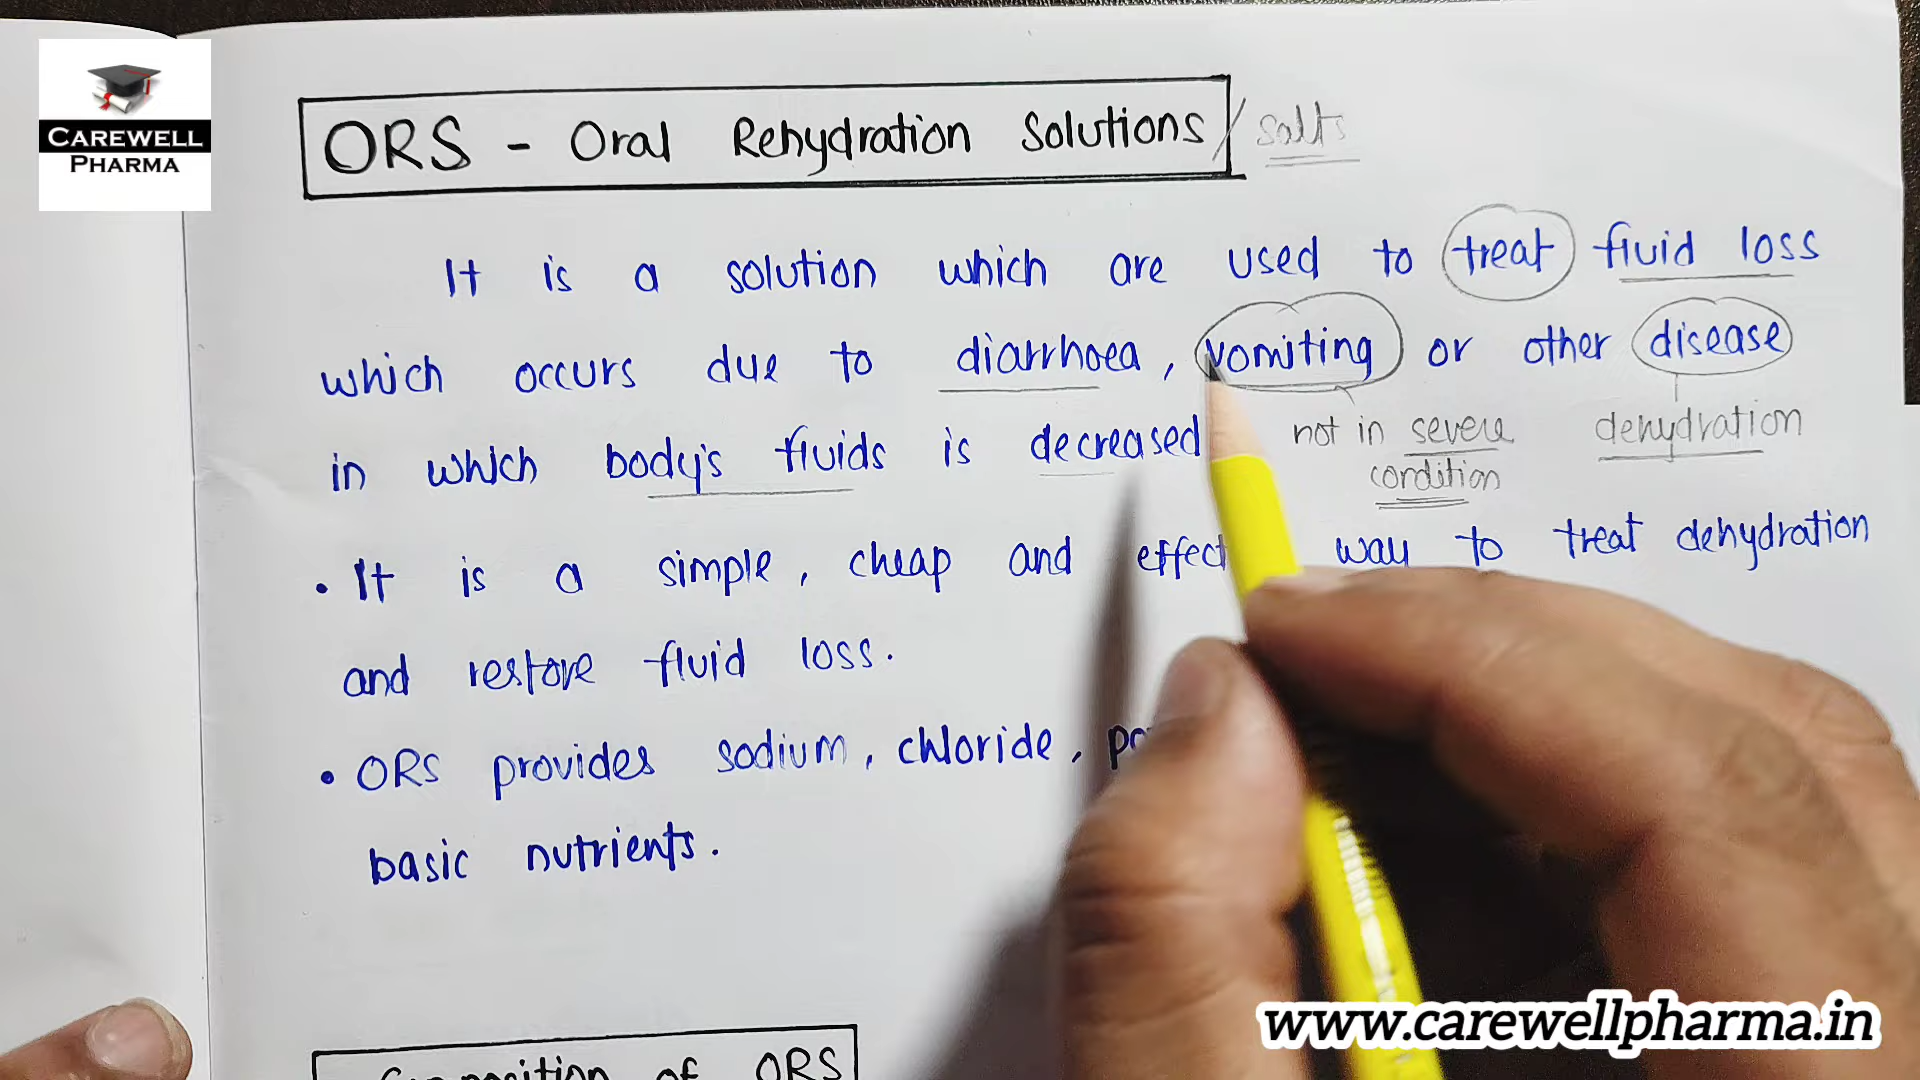 CAREWELL
PHARMA
ORS - Oral Rehydration Solutions / Salts
It is a solution which are used to treat fluid loss
which occurs due to diarrhoea, vomiting or other disease
not in severe dehydration
in which body's fluids is decreased
condition
• It is a simple, cheap and effect way to treat dehydration
and restore fluid loss.
• ORS provides sodium, chloride,
basic nutrients.
of ORS
www.carewellpharma.in